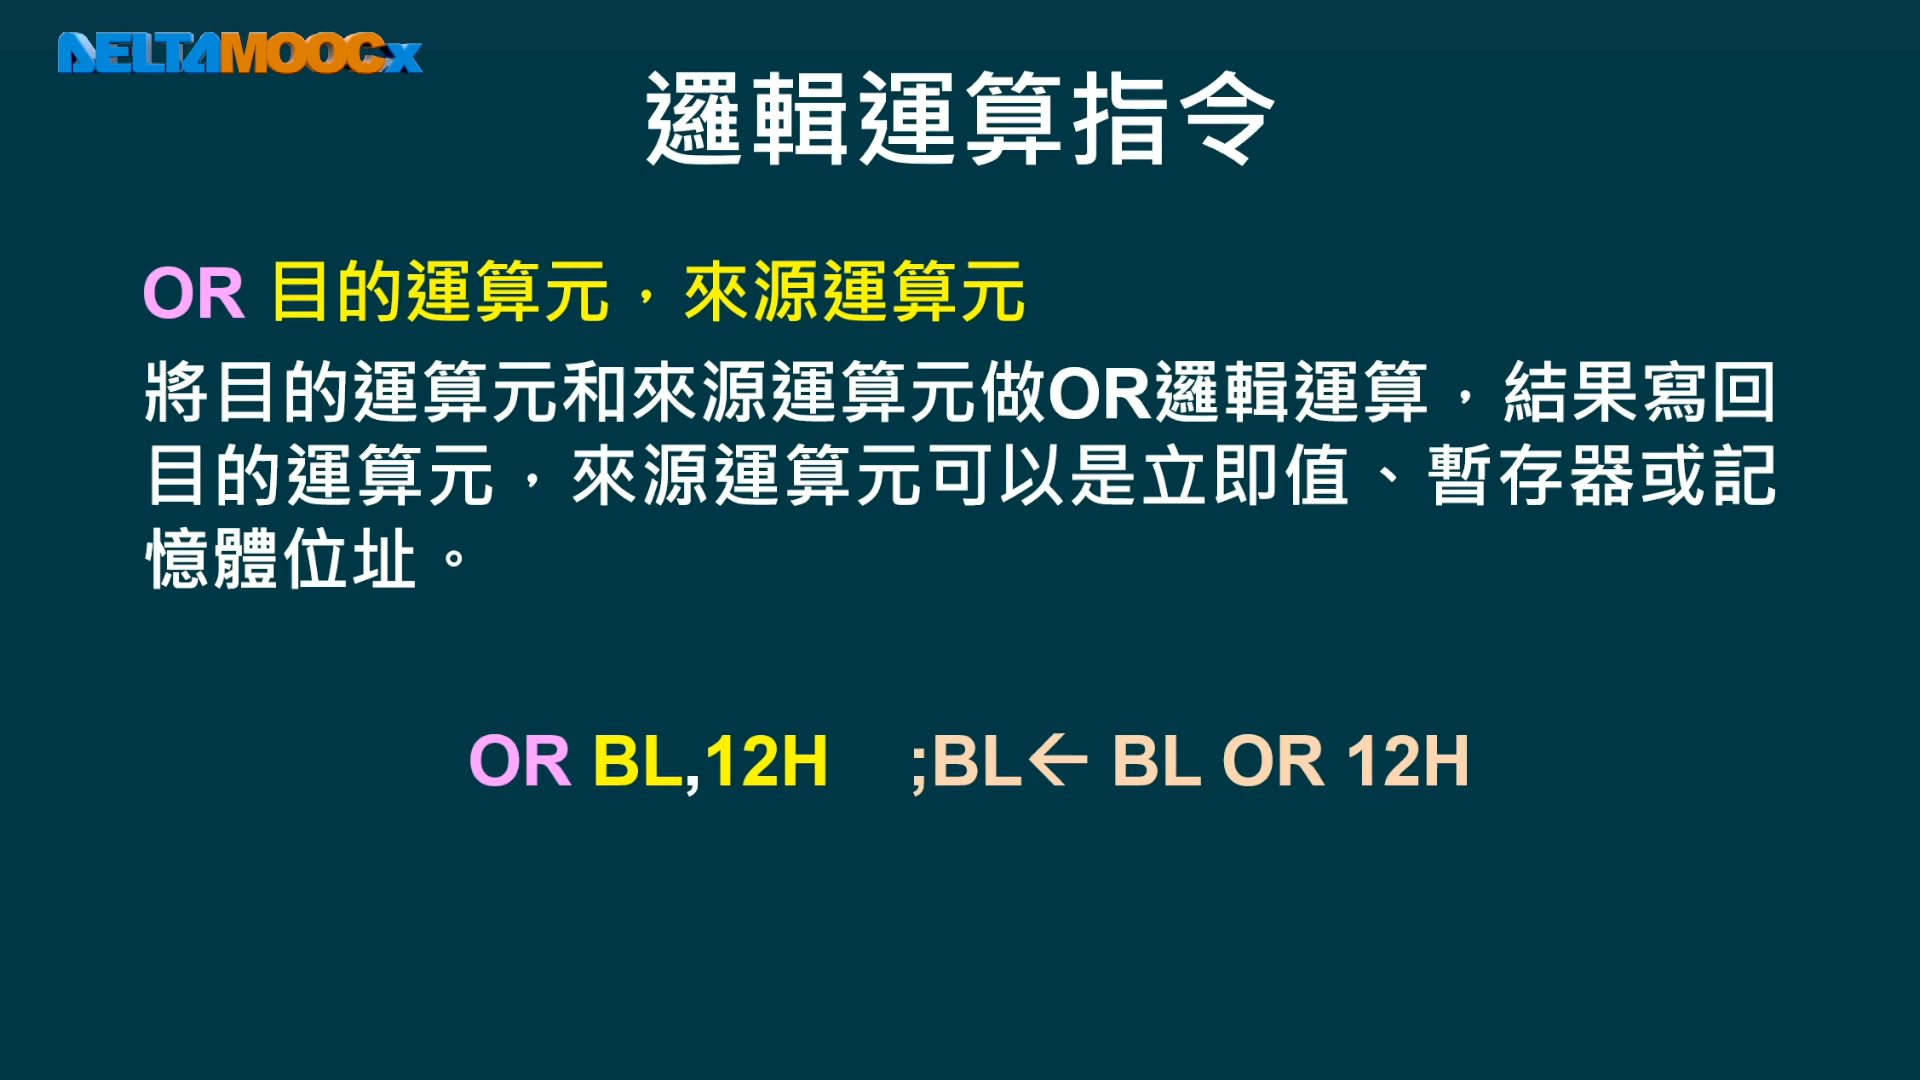 DELTAMOOCx
邏輯運算指令
OR 目的運算元，來源運算元
將目的運算元和來源運算元做OR邏輯運算，結果寫回
目的運算元，來源運算元可以是立即值、暫存器或記
憶體位址。
OR BL,12H ;BL← BL OR 12H